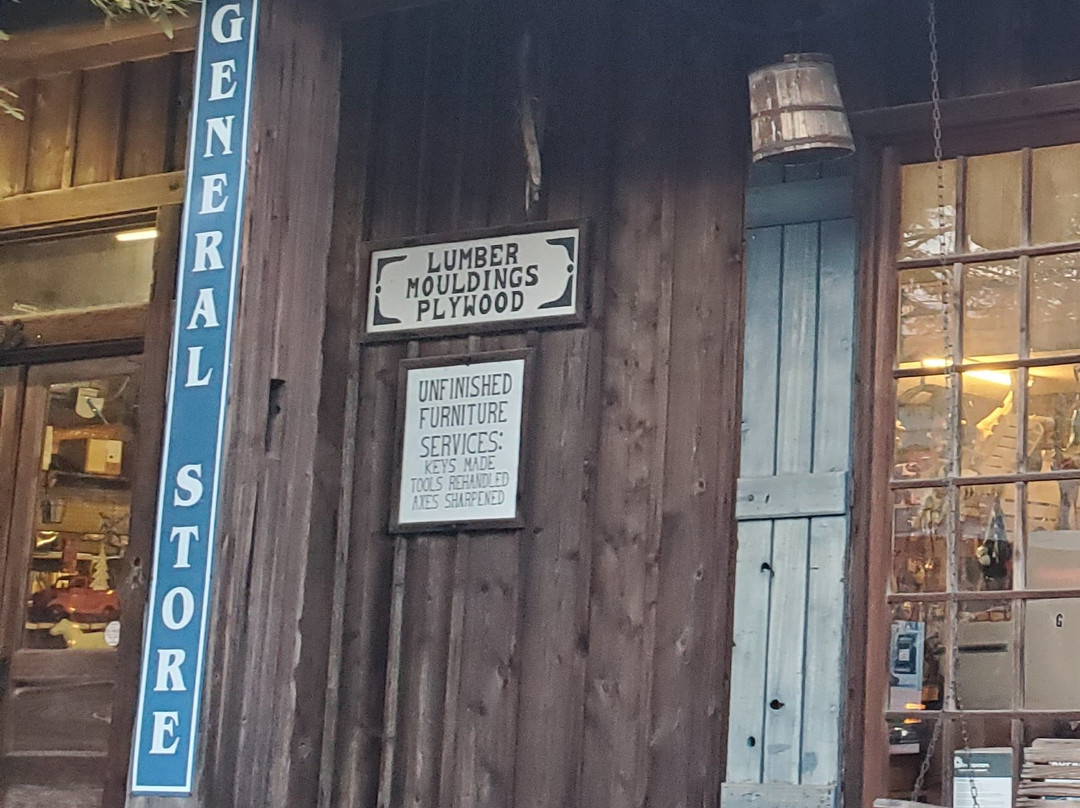 GENERAL STORE
LUMBER
MOULDINGS
PLYWOOD
UNFINISHED
FURNITURE
SERVICES:
KEYS MADE
TOOLS REHANDLED
AXES SHARPENED
G